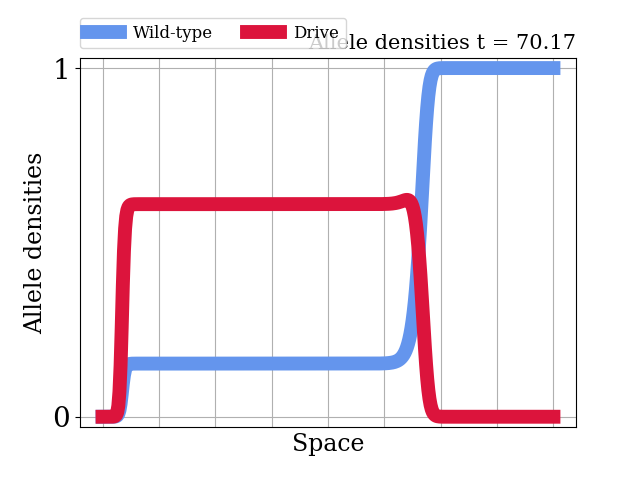 Wild-type Drive
Allele densities t = 70.17
1
Allele densities
0
Space